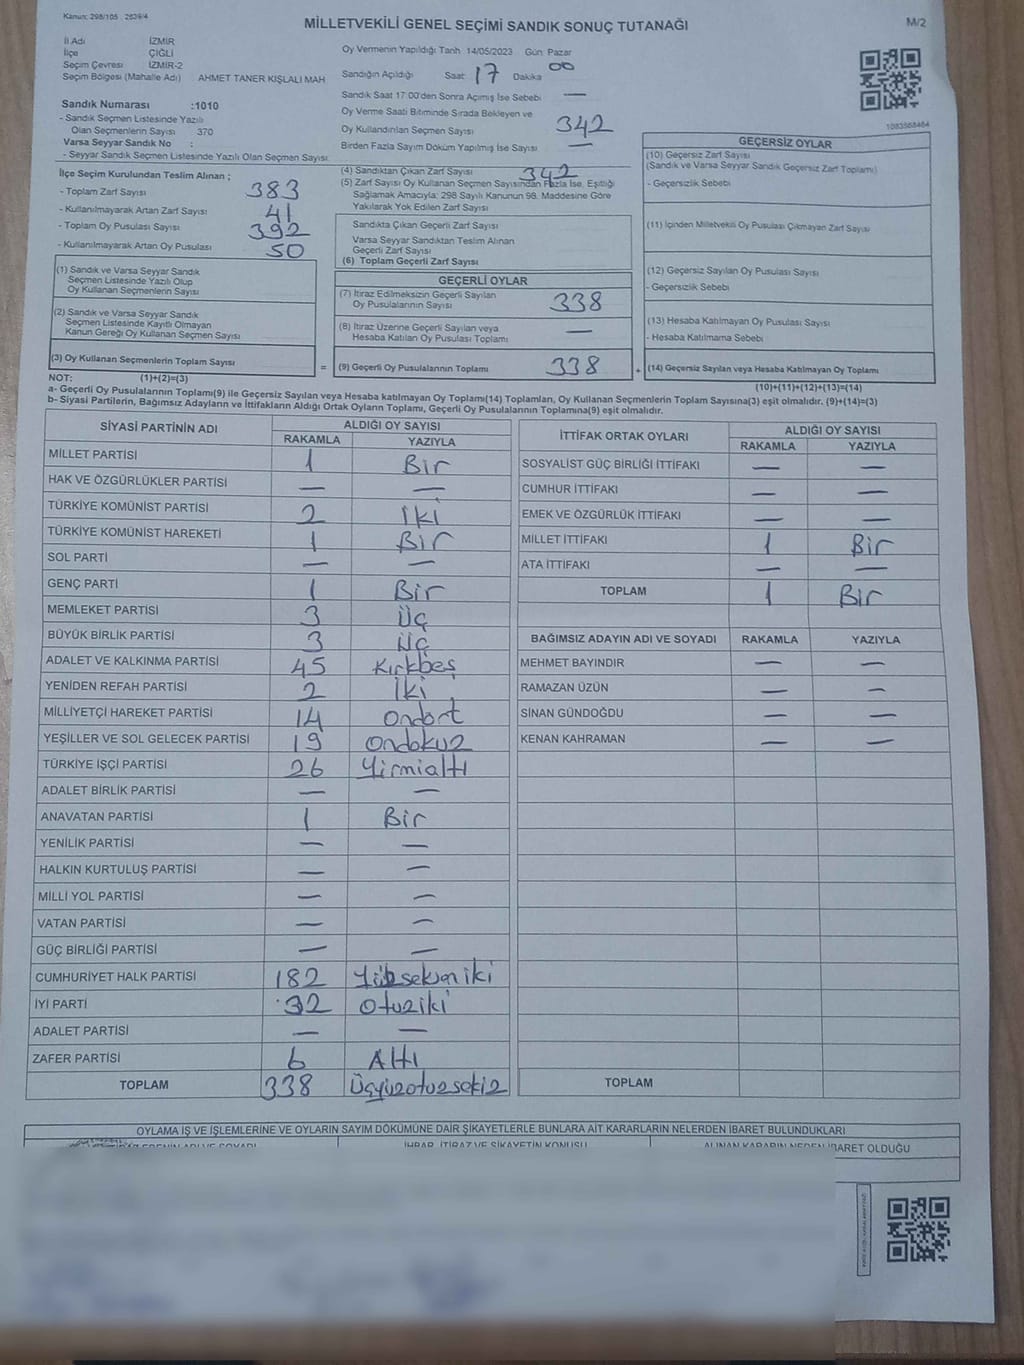 Kanun: 298/105 2839/4
MİLLETVEKİLİ GENEL SEÇİMİ SANDIK SONUÇ TUTANAĞI
M/2
İl Adı İZMİR
İlçe ÇİĞLİ
Seçim Çevresi İZMİR-2
Seçim Bölgesi (Mahalle Adı) AHMET TANER KIŞLALI MAH
Sandık Numarası :1010
- Sandık Seçmen Listesinde Yazılı
Olan Seçmenlerin Sayısı 370
Varsa Seyyar Sandık No :
- Seyyar Sandık Seçmen Listesinde Yazılı Olan Seçmen Sayısı
Oy Vermenin Yapıldığı Tarih 14/05/2023 Gün: Pazar
Sandığın Açıldığı Saat 17 Dakika 00
Sandık Saat 17:00'den Sonra Açımış İse Sebebi —
Oy Verme Saati Bitiminde Sırada Bekleyen ve
Oy Kullandırılan Seçmen Sayısı 342
Birden Fazla Sayım Döküm Yapılmış İse Sayısı —
1083568464
İlçe Seçim Kurulundan Teslim Alınan ;
- Toplam Zarf Sayısı 383
- Kullanılmayarak Artan Zarf Sayısı 41
- Toplam Oy Pusulası Sayısı 392
- Kullanılmayarak Artan Oy Pusulası 50
(4) Sandıktan Çıkan Zarf Sayısı 342
(5) Zarf Sayısı Oy Kullanan Seçmen Sayısından Fazla İse, Eşitliği
Sağlamak Amacıyla; 298 Sayılı Kanunun 98. Maddesine Göre
Yakılarak Yok Edilen Zarf Sayısı
Sandıkta Çıkan Geçerli Zarf Sayısı
Varsa Seyyar Sandıktan Teslim Alınan
Geçerli Zarf Sayısı
(6) Toplam Geçerli Zarf Sayısı
GEÇERSİZ OYLAR
(10) Geçersiz Zarf Sayısı
(Sandık ve Varsa Seyyar Sandık Geçersiz Zarf Toplamı)
- Geçersizlik Sebebi
(11) İçinden Milletvekili Oy Pusulası Çıkmayan Zarf Sayısı
(12) Geçersiz Sayılan Oy Pusulası Sayısı
- Geçersizlik Sebebi
(13) Hesaba Katılmayan Oy Pusulası Sayısı
- Hesaba Katılmama Sebebi
(14) Geçersiz Sayılan veya Hesaba Katılmayan Oy Toplamı
(10)+(11)+(12)+(13)=(14)
(1) Sandık ve Varsa Seyyar Sandık
Seçmen Listesinde Yazılı Olup
Oy Kullanan Seçmenlerin Sayısı
(2) Sandık ve Varsa Seyyar Sandık
Seçmen Listesinde Kayıtlı Olmayan
Kanun Gereği Oy Kullanan Seçmen Sayısı
(3) Oy Kullanan Seçmenlerin Toplam Sayısı =
(1)+(2)=(3)
GEÇERLİ OYLAR
(7) İtiraz Edilmeksizin Geçerli Sayılan
Oy Pusulalarının Sayısı 338
(8) İtiraz Üzerine Geçerli Sayılan veya
Hesaba Katılan Oy Pusulası Toplamı —
(9) Geçerli Oy Pusulalarının Toplamı 338 +
NOT:
a- Geçerli Oy Pusulalarının Toplamı(9) ile Geçersiz Sayılan veya Hesaba katılmayan Oy Toplamı(14) Toplamları, Oy Kullanan Seçmenlerin Toplam Sayısına(3) eşit olmalıdır. (9)+(14)=(3)
b- Siyasi Partilerin, Bağımsız Adayların ve İttifakların Aldığı Ortak Oyların Toplamı, Geçerli Oy Pusulalarının Toplamına(9) eşit olmalıdır.
SİYASİ PARTİNİN ADI ALDIĞI OY SAYISI
RAKAMLA YAZIYLA
MİLLET PARTİSİ 1 Bir
HAK VE ÖZGÜRLÜKLER PARTİSİ — —
TÜRKİYE KOMÜNİST PARTİSİ 2 İki
TÜRKİYE KOMÜNİST HAREKETİ 1 Bir
SOL PARTİ — —
GENÇ PARTİ 1 Bir
MEMLEKET PARTİSİ 3 Üç
BÜYÜK BİRLİK PARTİSİ 3 Üç
ADALET VE KALKINMA PARTİSİ 45 Kırkbeş
YENİDEN REFAH PARTİSİ 2 İki
MİLLİYETÇİ HAREKET PARTİSİ 14 Ondört
YEŞİLLER VE SOL GELECEK PARTİSİ 19 Ondokuz
TÜRKİYE İŞÇİ PARTİSİ 26 Yirmialtı
ADALET BİRLİK PARTİSİ — —
ANAVATAN PARTİSİ 1 Bir
YENİLİK PARTİSİ — —
HALKIN KURTULUŞ PARTİSİ — —
MİLLİ YOL PARTİSİ — —
VATAN PARTİSİ — —
GÜÇ BİRLİĞİ PARTİSİ — —
CUMHURİYET HALK PARTİSİ 182 Yüzseksen iki
İYİ PARTİ 32 Otuziki
ADALET PARTİSİ — —
ZAFER PARTİSİ 6 Altı
TOPLAM 338 Üçyüzotuzsekiz
İTTİFAK ORTAK OYLARI ALDIĞI OY SAYISI
RAKAMLA YAZIYLA
SOSYALİST GÜÇ BİRLİĞİ İTTİFAKI — —
CUMHUR İTTİFAKI — —
EMEK VE ÖZGÜRLÜK İTTİFAKI — —
MİLLET İTTİFAKI 1 Bir
ATA İTTİFAKI — —
TOPLAM 1 Bir
BAĞIMSIZ ADAYIN ADI VE SOYADI RAKAMLA YAZIYLA
MEHMET BAYINDIR — —
RAMAZAN ÜZÜN — —
SİNAN GÜNDOĞDU — —
KENAN KAHRAMAN — —
TOPLAM
OYLAMA İŞ VE İŞLEMLERİNE VE OYLARIN SAYIM DÖKÜMÜNE DAİR ŞİKAYETLERLE BUNLARA AİT KARARLARIN NELERDEN İBARET BULUNDUKLARI
İHBAR, İTİRAZ VE ŞİKAYETİN KONUSU ALINAN KARARIN NEDEN İBARET OLDUĞU